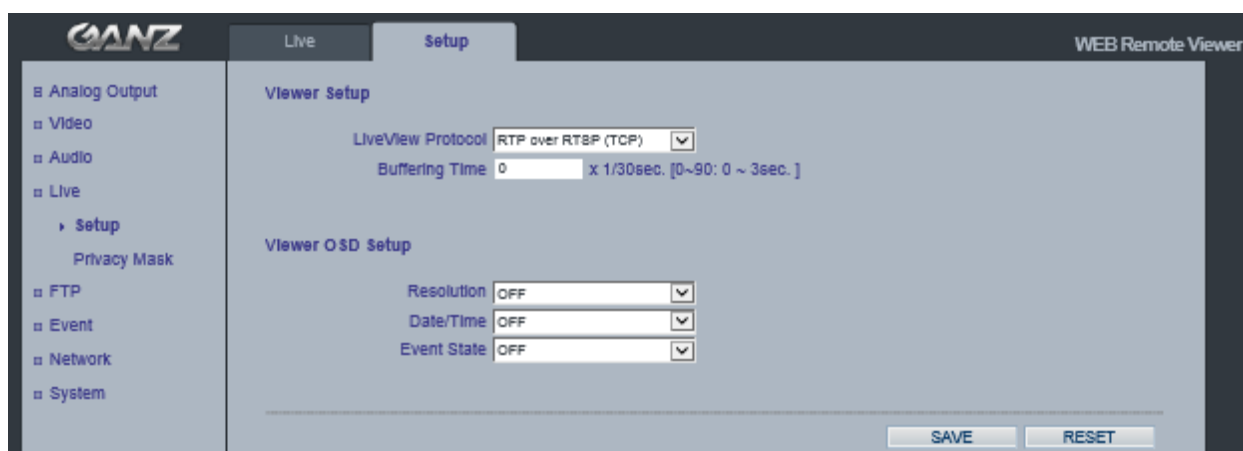 GANZ
Live
Setup
WEB Remote Viewer
Analog Output
Video
Audio
Live
Setup
Privacy Mask
FTP
Event
Network
System
Viewer Setup
LiveView Protocol RTP over RTSP (TCP)
Buffering Time 0 x 1/30sec. [0~90: 0 ~ 3sec. ]
Viewer OSD Setup
Resolution OFF
Date/Time OFF
Event State OFF
SAVE
RESET